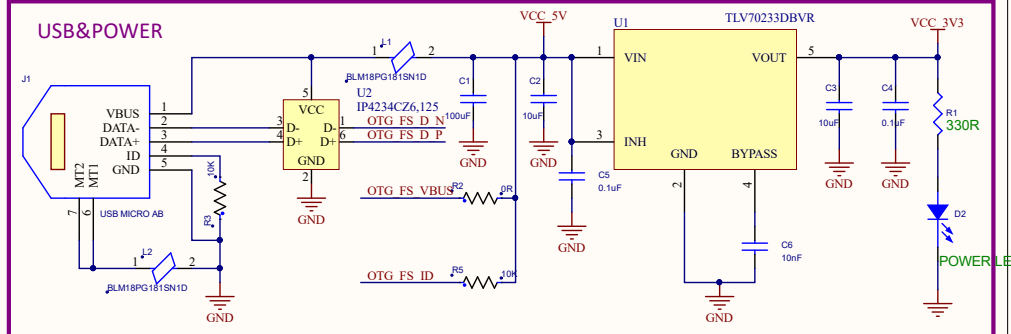 USB&POWER
J1
VBUS
DATA-
DATA+
ID
GND
1
2
3
4
5
MT2
MT1
7
6
USB MICRO AB
10K
R3
1
L2
2
BLM18PG181SN1D
GND
1
L1
2
BLM18PG181SN1D
5
U2
IP4234CZ6,125
VCC
3
D-
D-
1
OTG_FS_D_N
4
D+
D+
6
OTG_FS_D_P
GND
2
GND
C1
100uF
GND
VCC_5V
C2
10uF
GND
OTG_FS_VBUS
R2
0R
OTG_FS_ID
R5
10K
C5
0.1uF
GND
U1
TLV70233DBVR
1
VIN
VOUT
5
3
INH
GND
BYPASS
2
4
C6
10nF
GND
C3
10uF
GND
C4
0.1uF
GND
VCC_3V3
R1
330R
D2
POWER LE